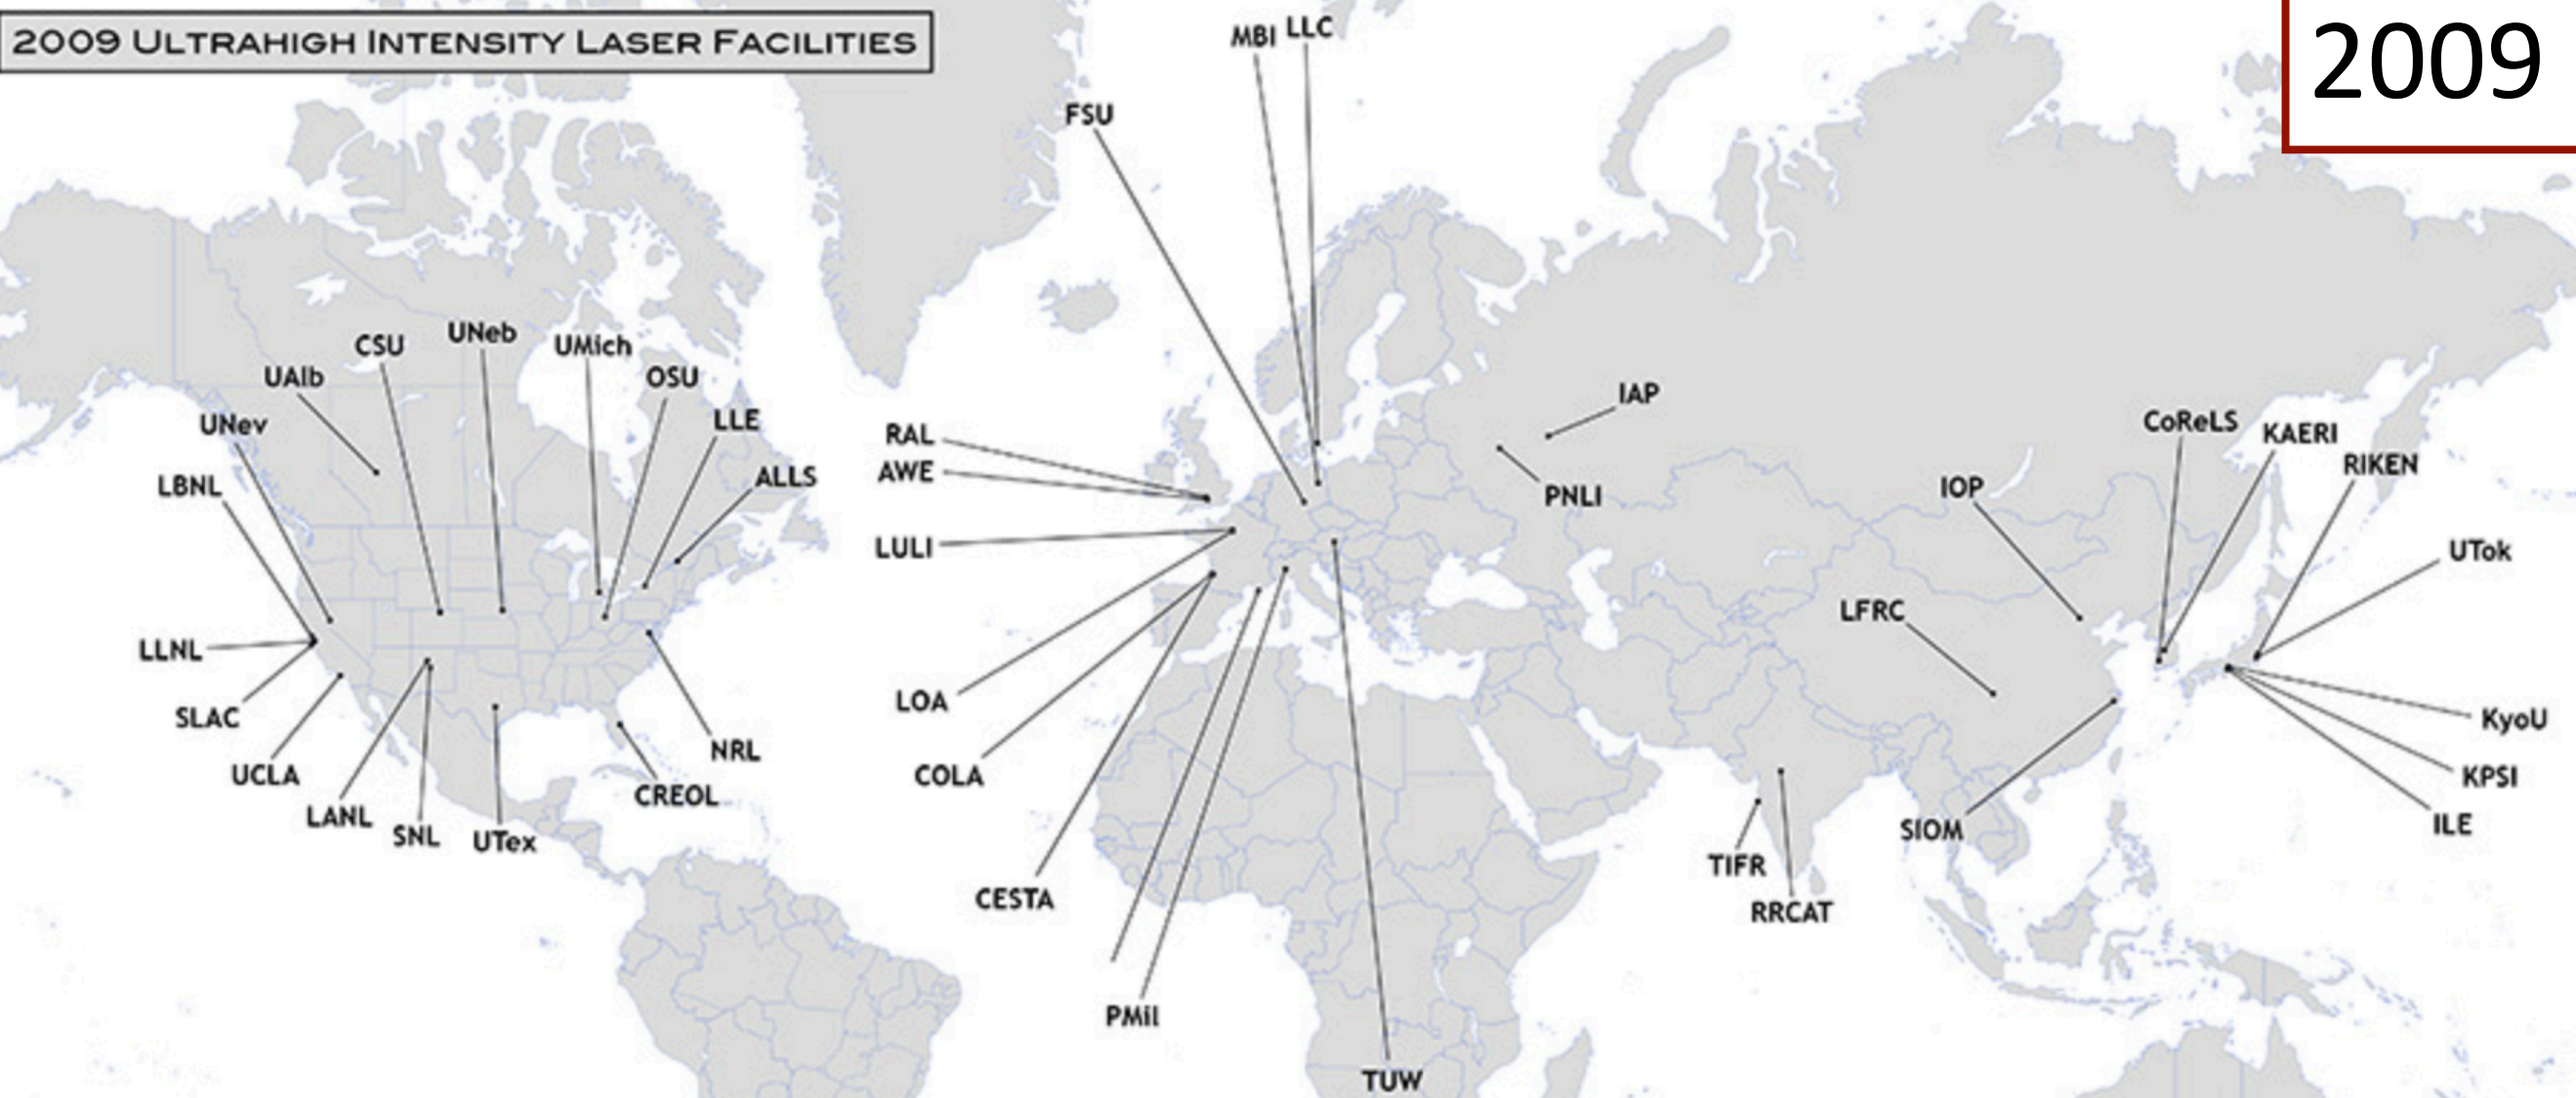 2009 ULTRAHIGH INTENSITY LASER FACILITIES
2009
MBI
LLC
FSU
UNeb
CSU
UMich
UAlb
OSU
LLE
UNev
ALLS
LBNL
LLNL
SLAC
UCLA
LANL
SNL
UTex
NRL
CREOL
RAL
AWE
LULI
LOA
COLA
CESTA
PMil
TUW
IAP
PNLI
TIFR
RRCAT
IOP
LFRC
SIOM
CoReLS
KAERI
RIKEN
UTok
KyoU
KPSI
ILE